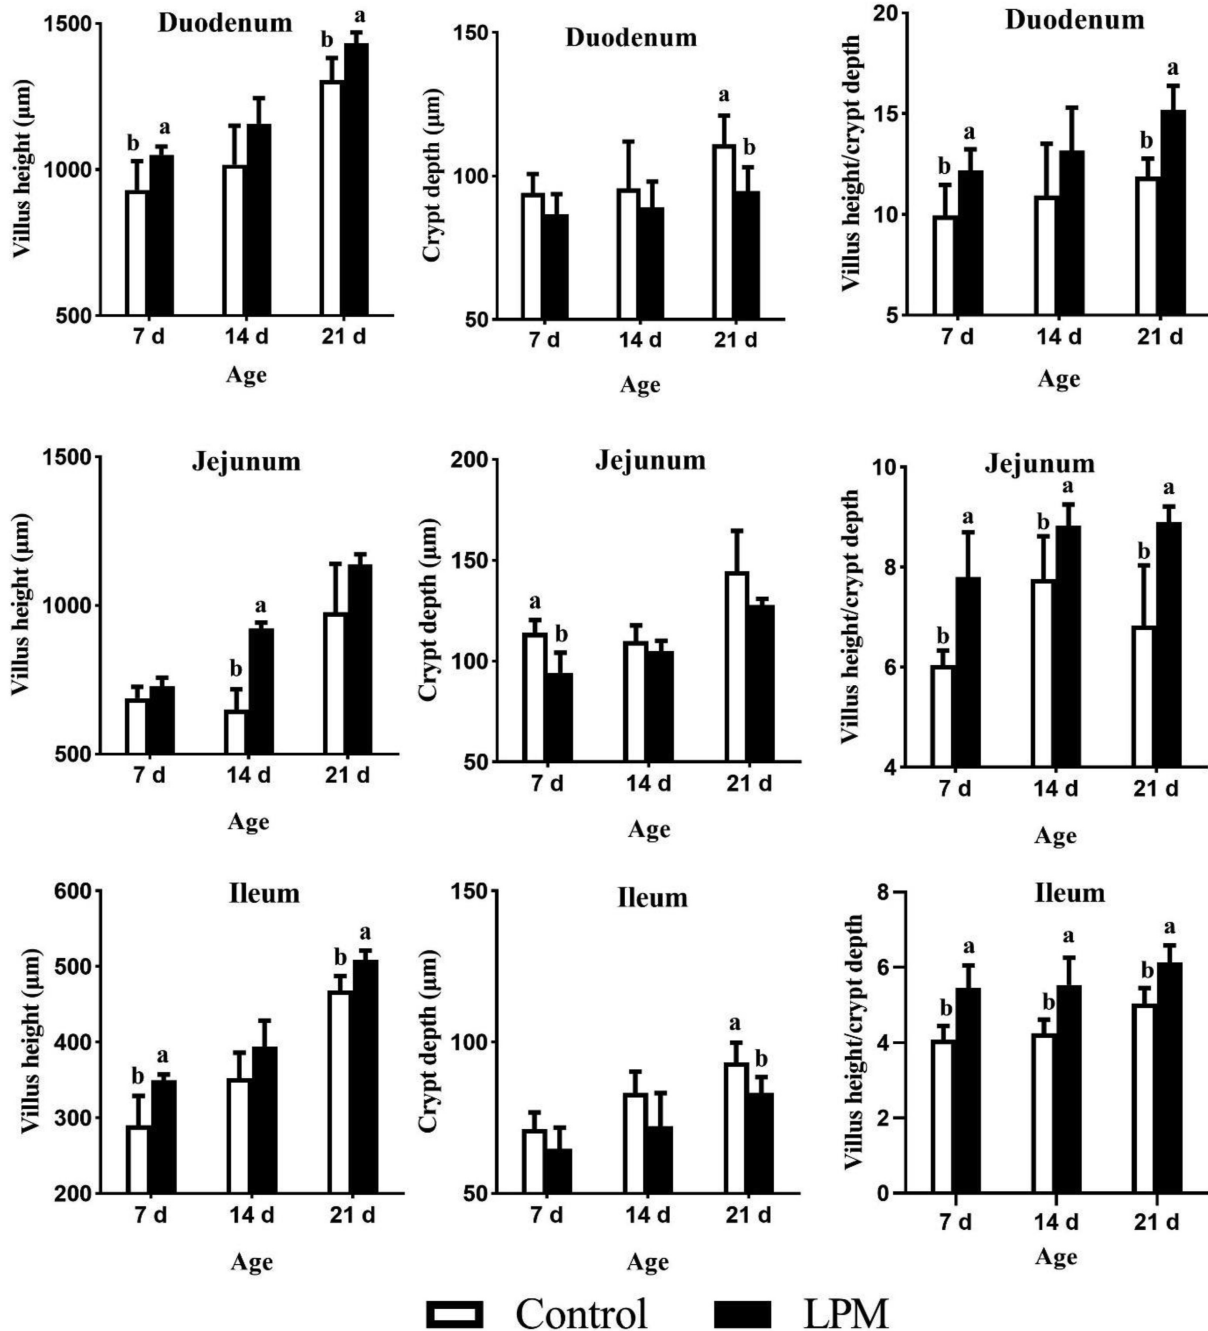 Duodenum
Villus height (μm)
1500
1000
500
b
a
b
a
7 d
14 d
21 d
Age
Duodenum
Crypt depth (μm)
150
100
50
a
b
7 d
14 d
21 d
Age
Duodenum
Villus height/crypt depth
20
15
10
5
b
a
b
a
7 d
14 d
21 d
Age
Jejunum
Villus height (μm)
1500
1000
500
b
a
7 d
14 d
21 d
Age
Jejunum
Crypt depth (μm)
200
150
100
50
a
b
7 d
14 d
21 d
Age
Jejunum
Villus height/crypt depth
10
8
6
4
b
a
b
a
b
a
7 d
14 d
21 d
Age
Ileum
Villus height (μm)
600
500
400
300
200
b
a
b
a
7 d
14 d
21 d
Age
Ileum
Crypt depth (μm)
150
100
50
a
b
7 d
14 d
21 d
Age
Ileum
Villus height/crypt depth
8
6
4
2
0
b
a
b
a
b
a
7 d
14 d
21 d
Age
Control
LPM